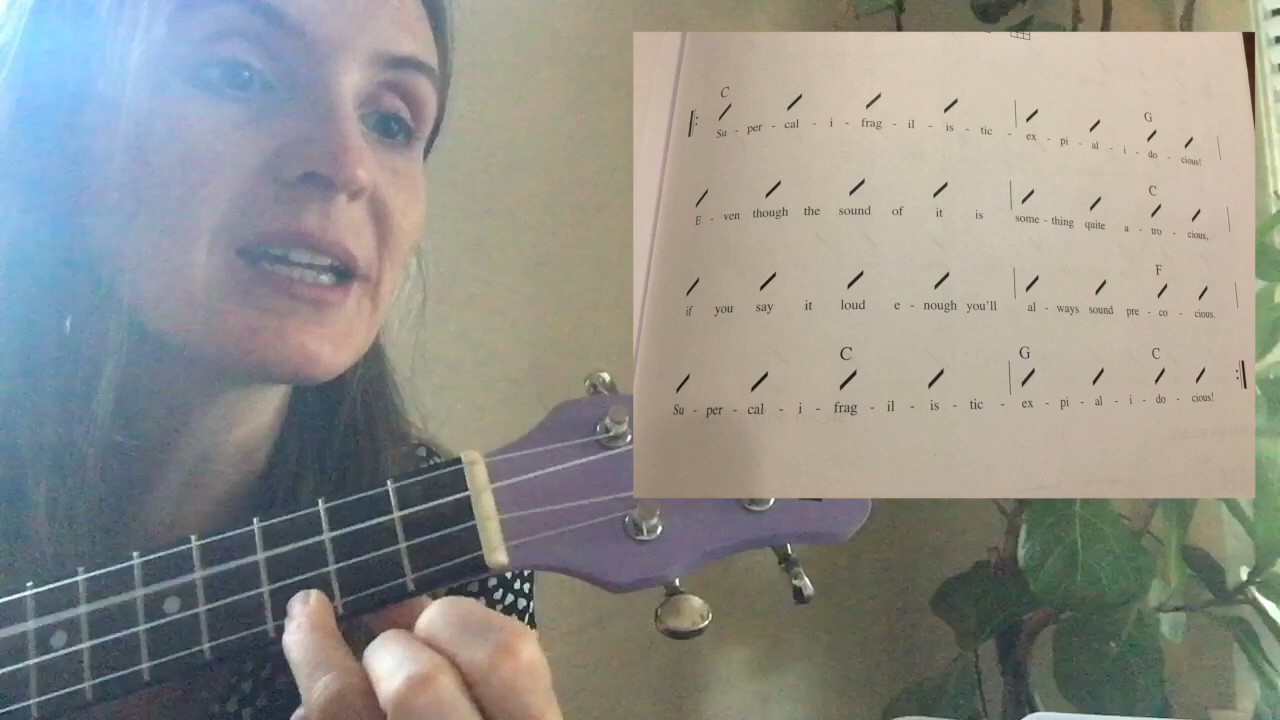 C G
Su - per - cal - i - frag - il - is - tic - ex - pi - al - i - do - cious!
C
E - ven though the sound of it is some - thing quite a - tro - cious,
F
if you say it loud e - nough you'll al - ways sound pre - co - cious.
C G C
Su - per - cal - i - frag - il - is - tic - ex - pi - al - i - do - cious!